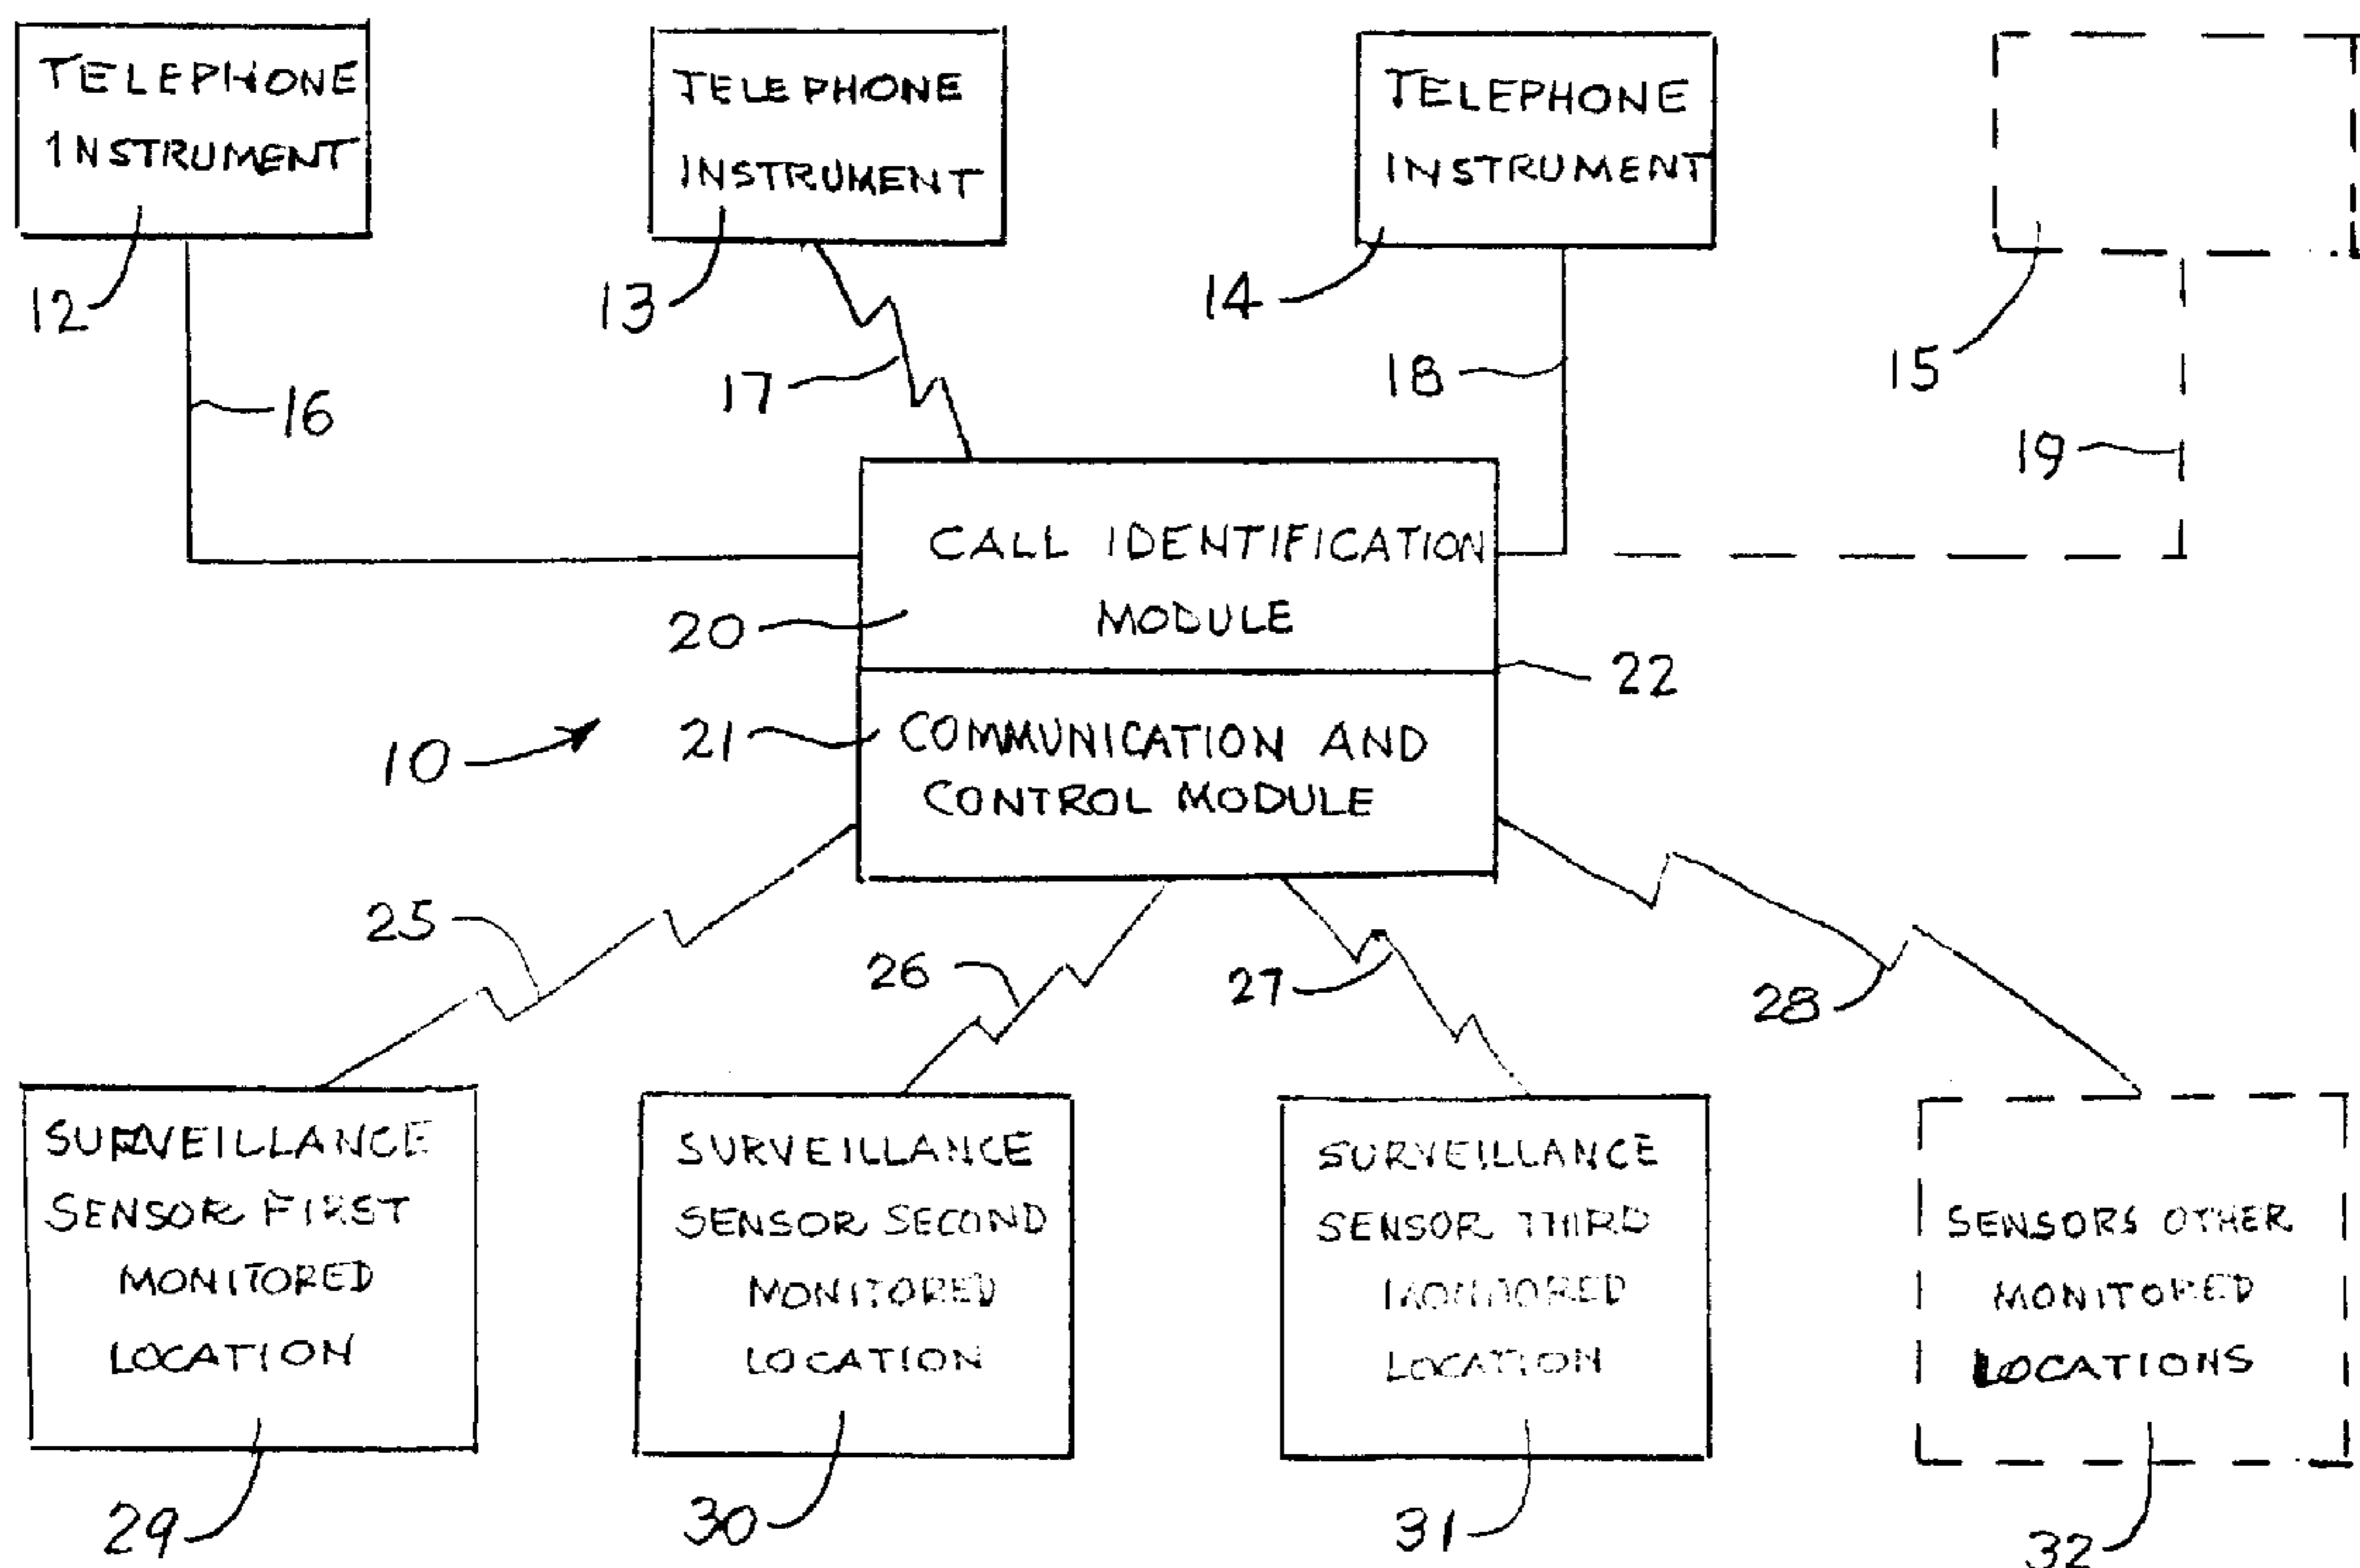 TELEPHONE
INSTRUMENT
12
TELEPHONE
INSTRUMENT
13
TELEPHONE
INSTRUMENT
14
15
16
17
18
19
CALL IDENTIFICATION
MODULE
20
22
10
21
COMMUNICATION AND
CONTROL MODULE
25
26
27
28
SURVEILLANCE
SENSOR FIRST
MONITORED
LOCATION
29
SURVEILLANCE
SENSOR SECOND
MONITORED
LOCATION
30
SURVEILLANCE
SENSOR THIRD
MONITORED
LOCATION
31
SENSORS OTHER
MONITORED
LOCATIONS
32